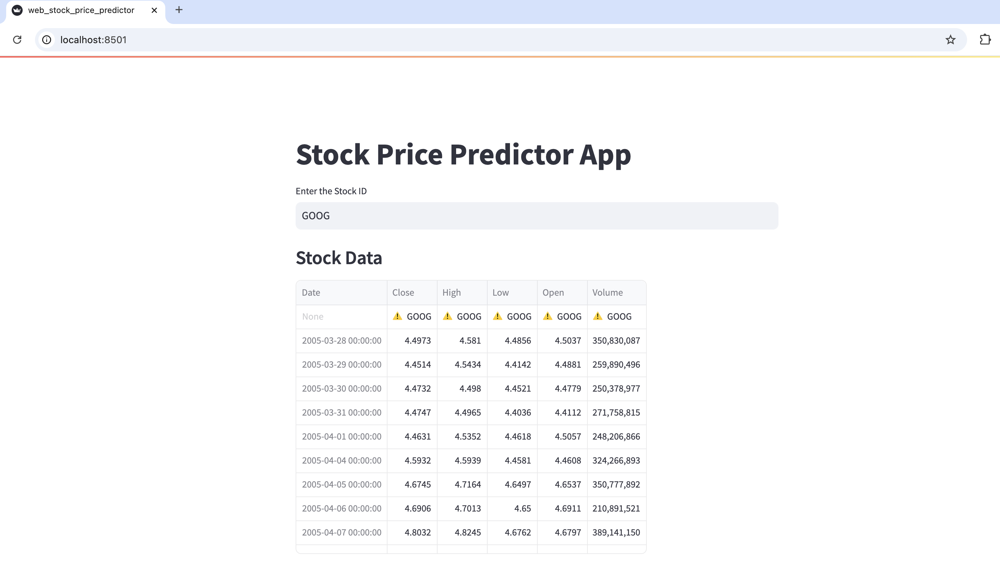 web_stock_price_predictor
localhost:8501
Stock Price Predictor App
Enter the Stock ID
GOOG
Stock Data
Date Close High Low Open Volume
None GOOG GOOG GOOG GOOG GOOG
2005-03-28 00:00:00 4.4973 4.581 4.4856 4.5037 350,830,087
2005-03-29 00:00:00 4.4514 4.5434 4.4142 4.4881 259,890,496
2005-03-30 00:00:00 4.4732 4.498 4.4521 4.4779 250,378,977
2005-03-31 00:00:00 4.4747 4.4965 4.4036 4.4112 271,758,815
2005-04-01 00:00:00 4.4631 4.5352 4.4618 4.5057 248,206,866
2005-04-04 00:00:00 4.5932 4.5939 4.4581 4.4608 324,266,893
2005-04-05 00:00:00 4.6745 4.7164 4.6497 4.6537 350,777,892
2005-04-06 00:00:00 4.6906 4.7013 4.65 4.6911 210,891,521
2005-04-07 00:00:00 4.8032 4.8245 4.6762 4.6797 389,141,150